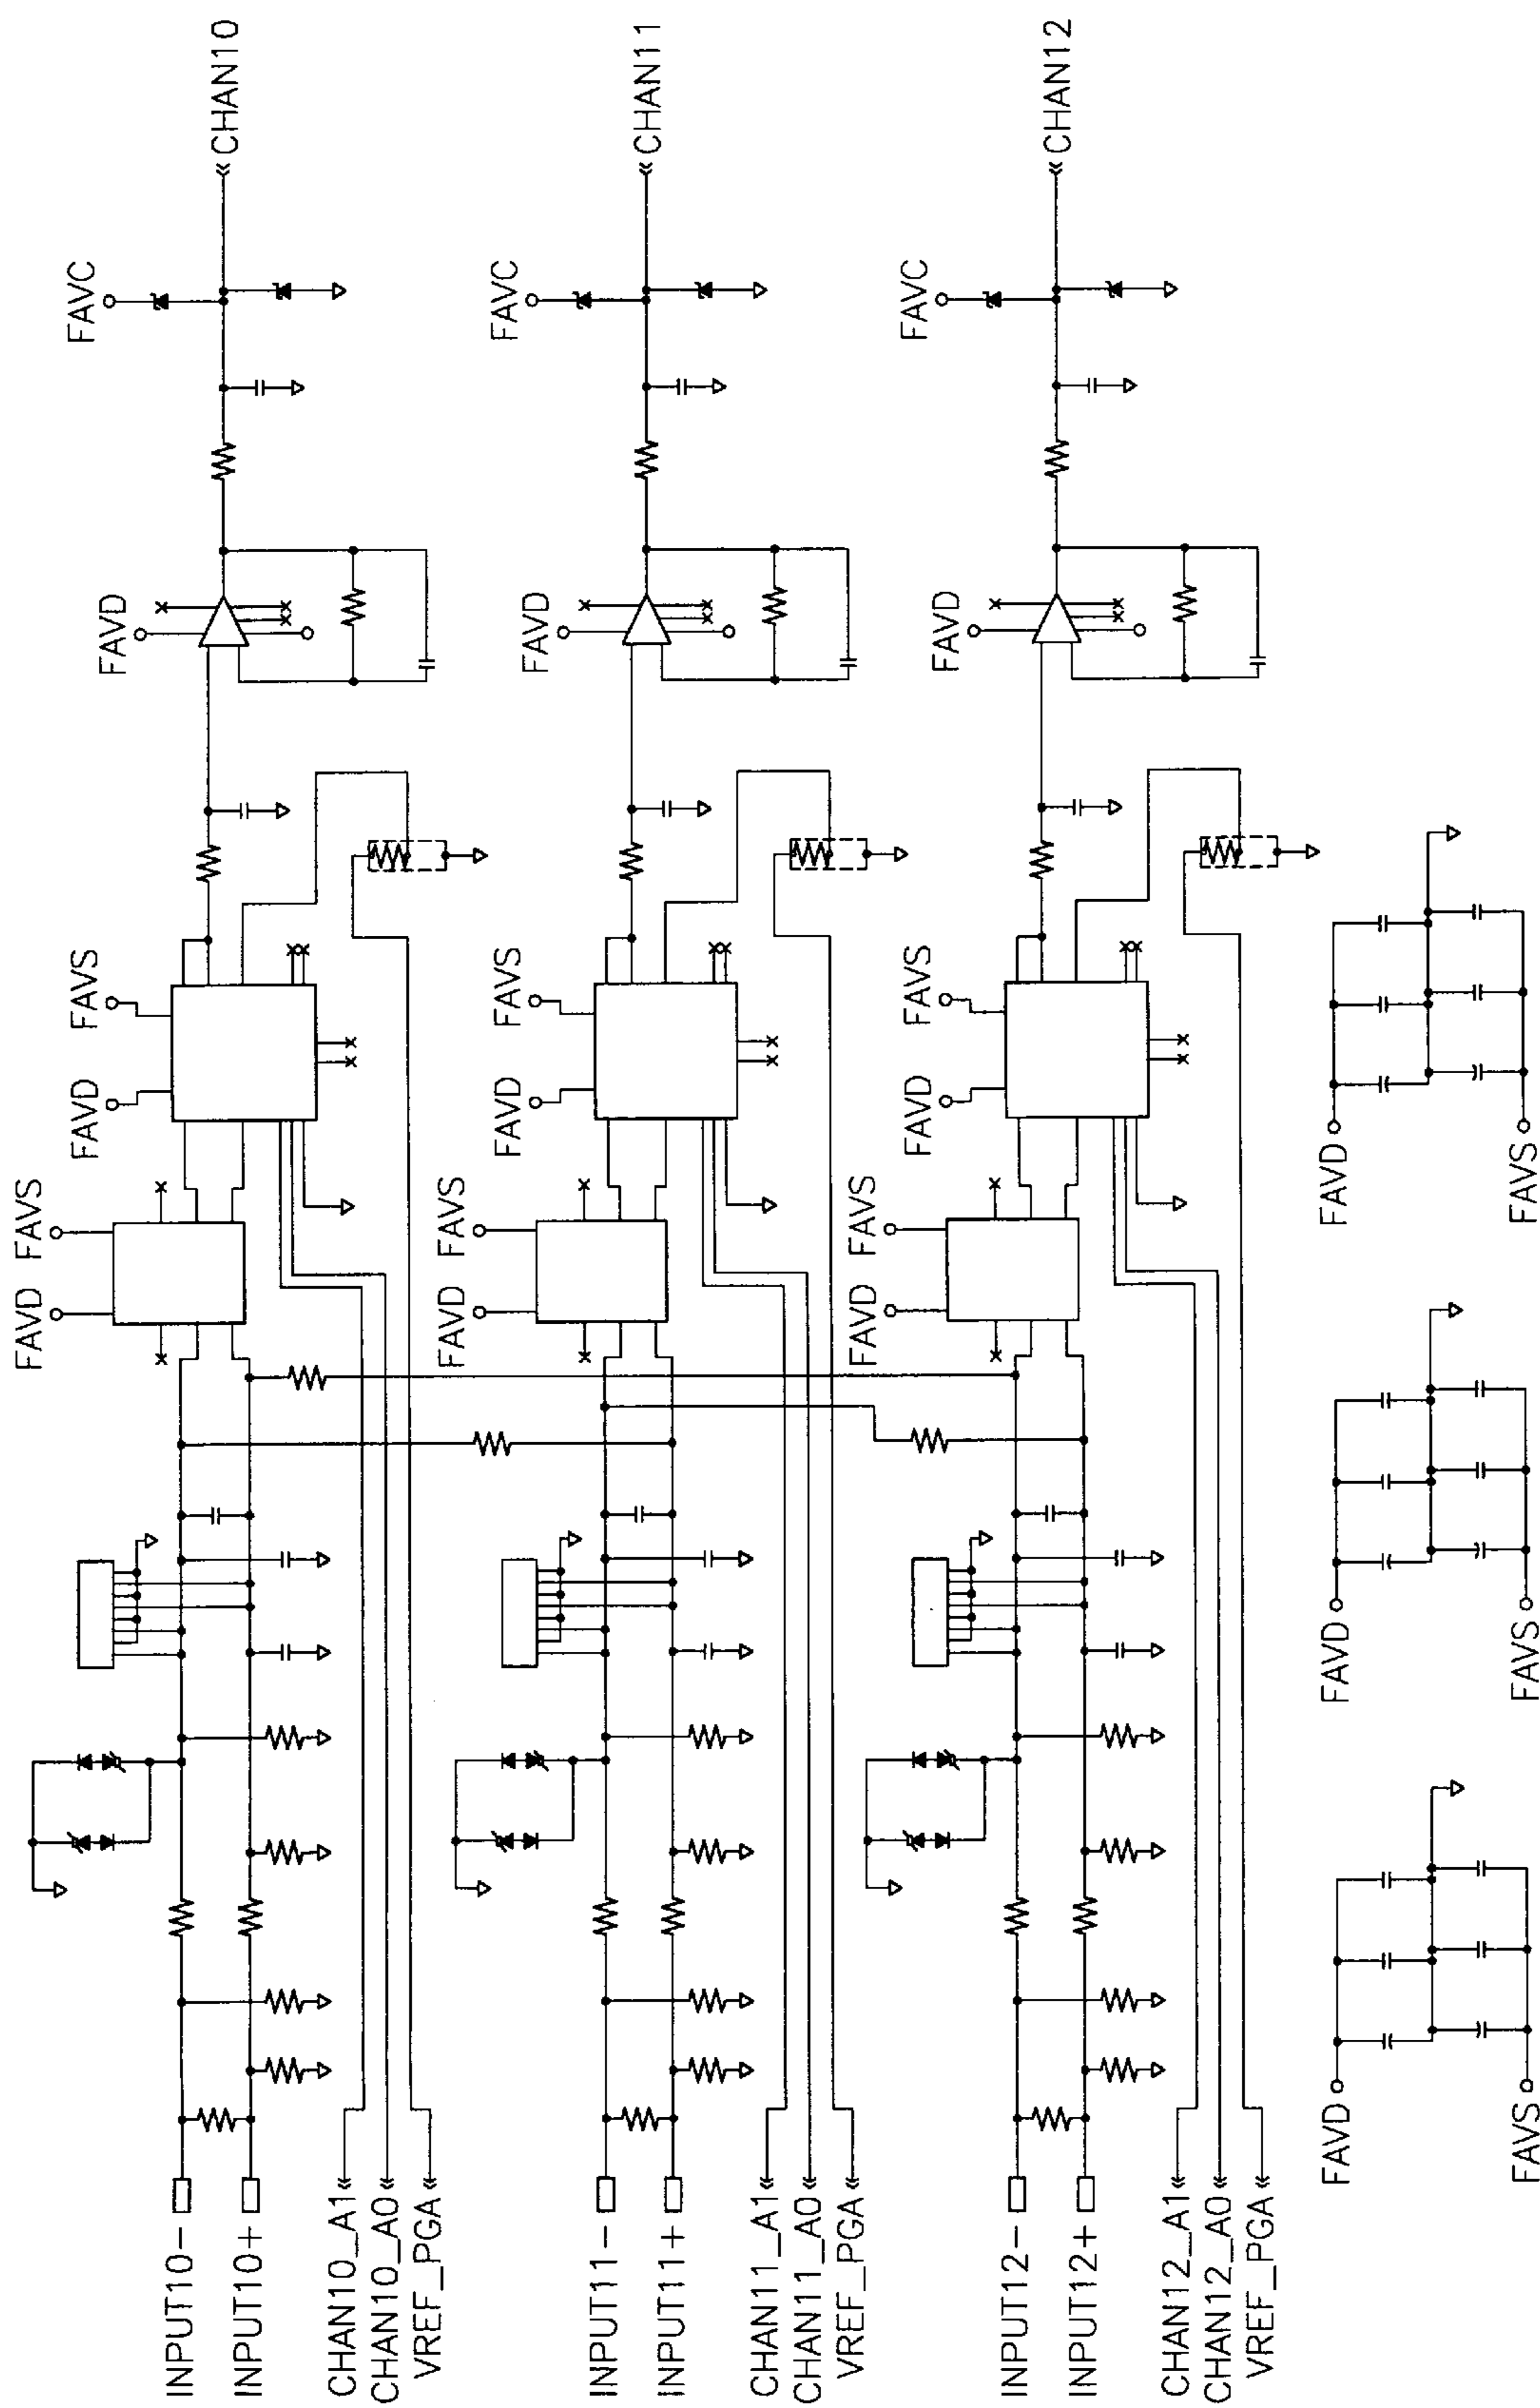 FAVD
FAVS
FAVD
FAVS
FAVD
FAVC
INPUT10-
INPUT10+
CHAN10
CHAN10_A1
CHAN10_A0
VREF_PGA
FAVD
FAVS
FAVD
FAVS
FAVD
FAVC
INPUT11-
INPUT11+
CHAN11
CHAN11_A1
CHAN11_A0
VREF_PGA
FAVD
FAVS
FAVD
FAVS
FAVD
FAVC
INPUT12-
INPUT12+
CHAN12
CHAN12_A1
CHAN12_A0
VREF_PGA
FAVD
FAVD
FAVD
FAVS
FAVS
FAVS